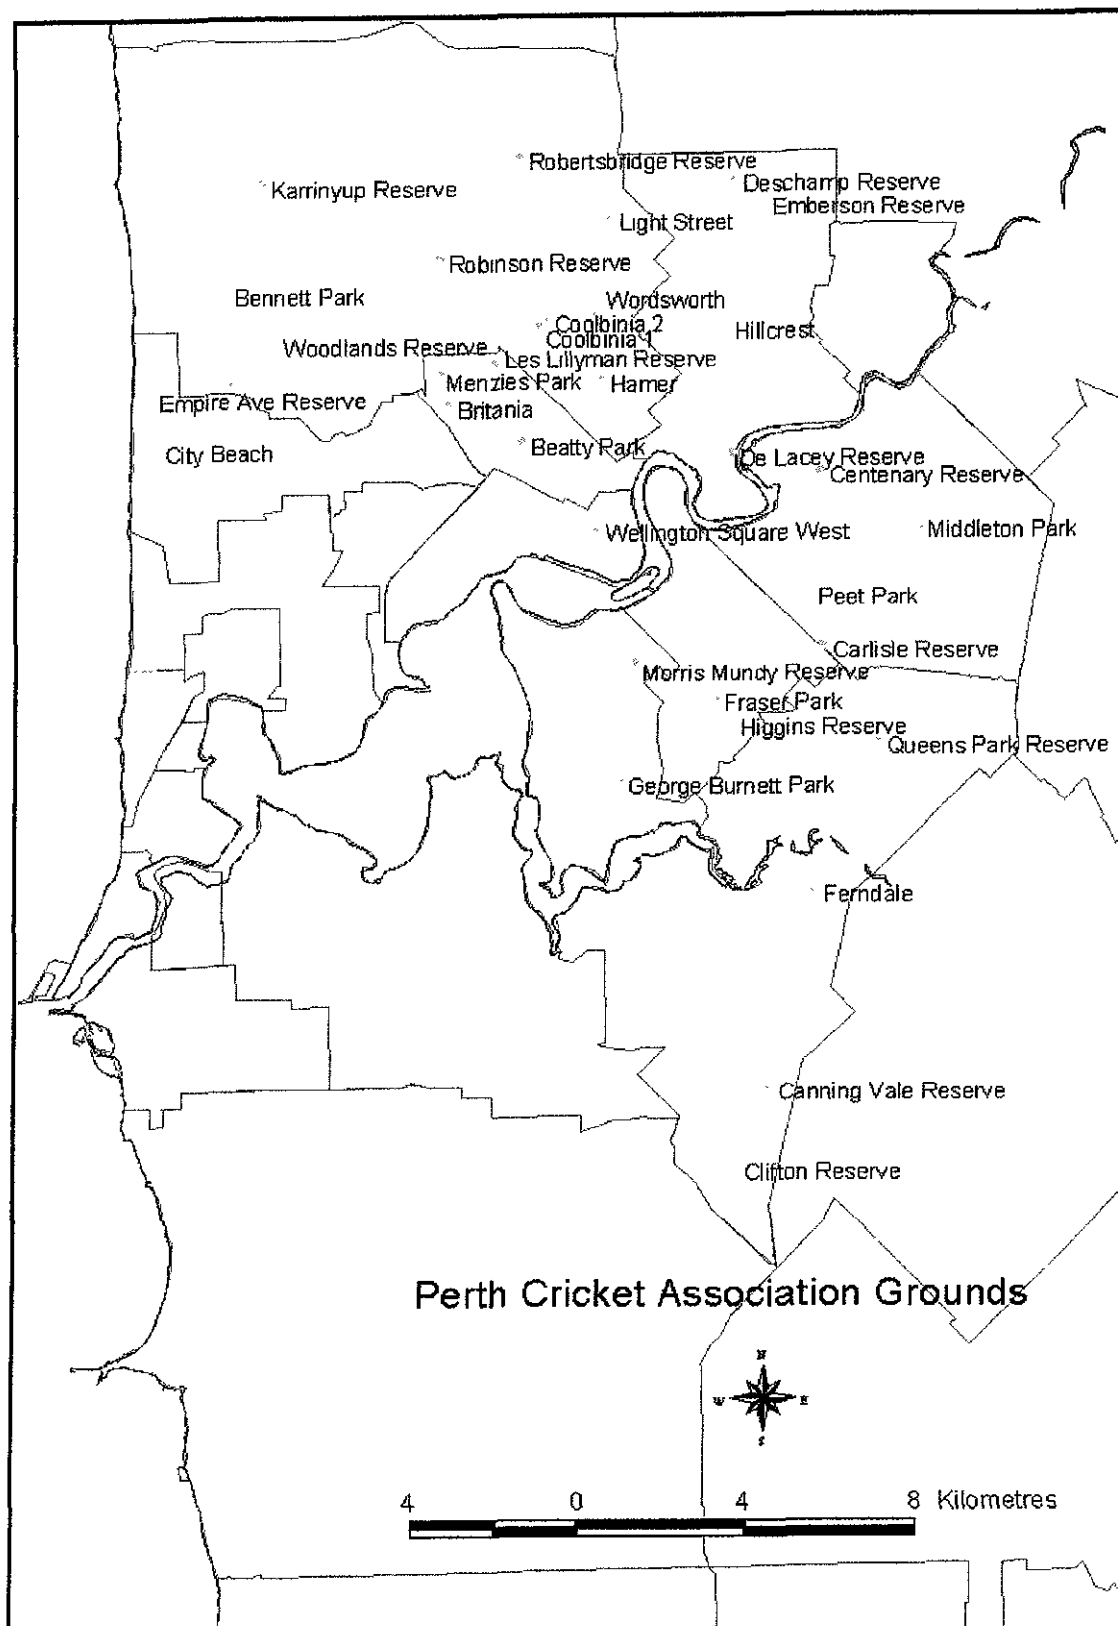 Robertsbridge Reserve
Karrinyup Reserve
Deschamp Reserve
Emberson Reserve
Light Street
Robinson Reserve
Bennett Park
Wordsworth
Coolbinia 2
Hillcrest
Coolbinia 1
Woodlands Reserve
Les Lillyman Reserve
Menzies Park
Hamer
Empire Ave Reserve
Britania
Beatty Park
City Beach
De Lacey Reserve
Centenary Reserve
Wellington Square West
Middleton Park
Peet Park
Carlisle Reserve
Morris Mundy Reserve
Fraser Park
Higgins Reserve
Queens Park Reserve
George Burnett Park
Ferndale
Canning Vale Reserve
Clifton Reserve
Perth Cricket Association Grounds
N
W E
S
4 0 4 8 Kilometres